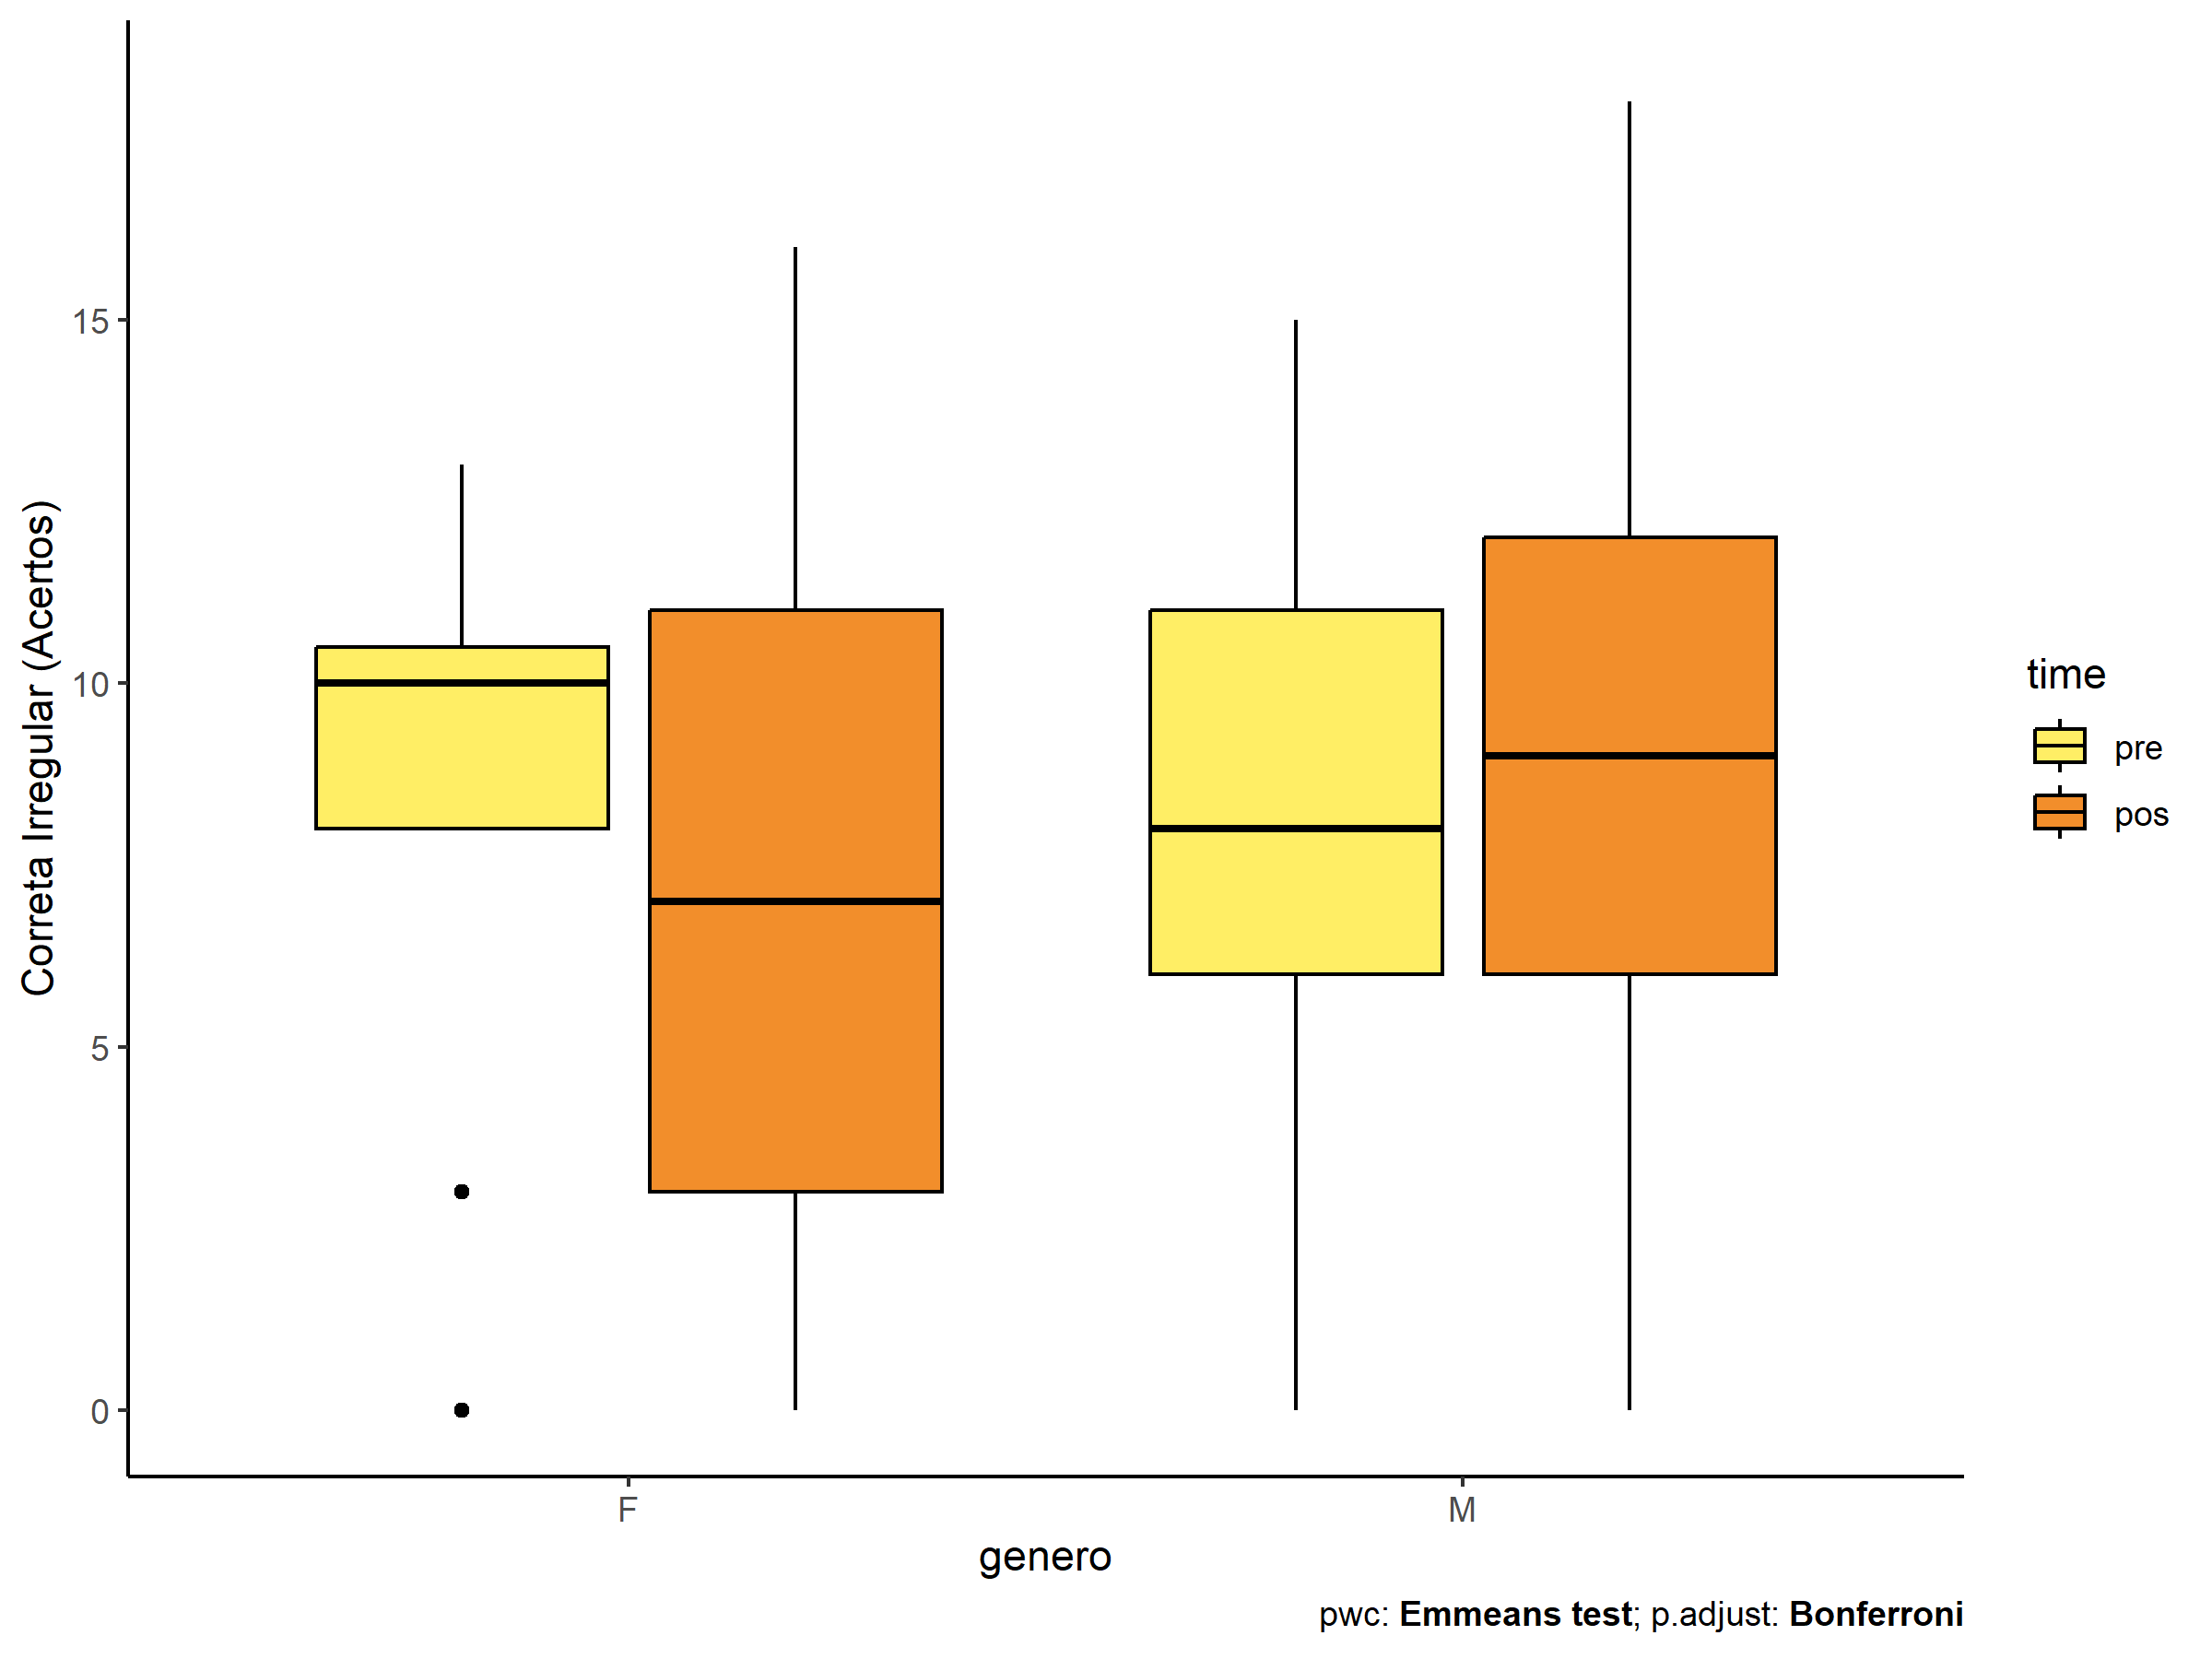 Correta Irregular (Acertos)
15
10
5
0
F
M
genero
time
pre
pos
pwc: Emmeans test; p.adjust: Bonferroni